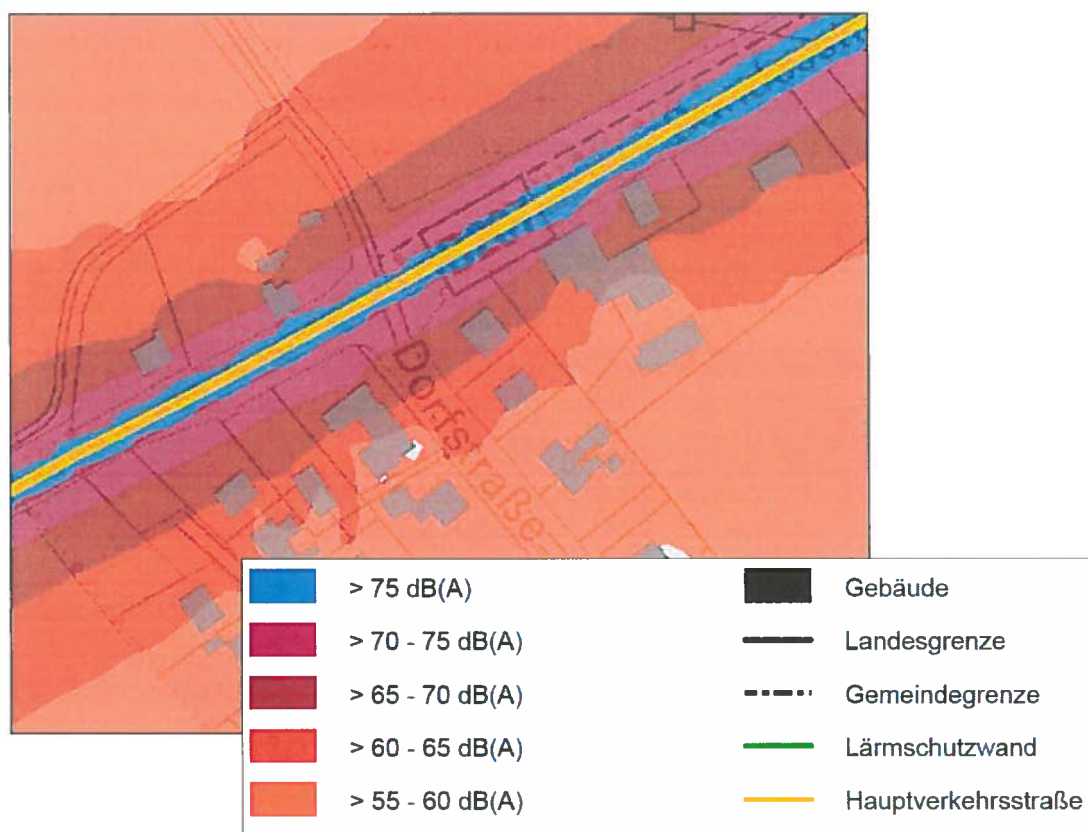 Dorfstraße
> 75 dB(A)
Gebäude
> 70 - 75 dB(A)
Landesgrenze
> 65 - 70 dB(A)
Gemeindegrenze
> 60 - 65 dB(A)
Lärmschutzwand
> 55 - 60 dB(A)
Hauptverkehrsstraße